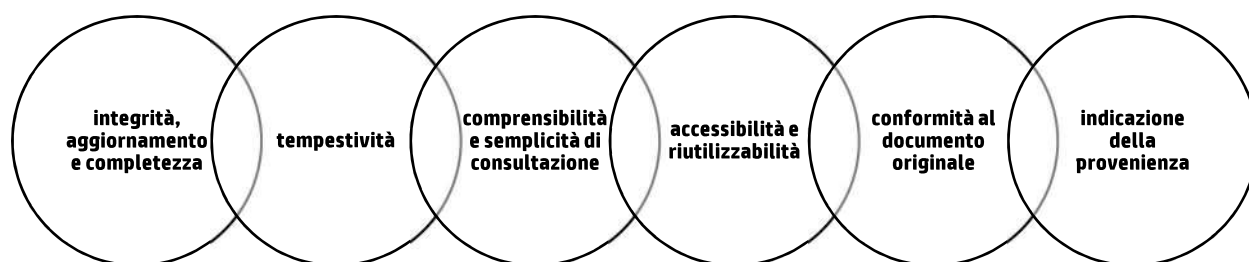 integrità,
aggiornamento
e completezza
tempestività
comprensibilità
e semplicità di
consultazione
accessibilità e
riutilizzabilità
conformità al
documento
originale
indicazione
della
provenienza